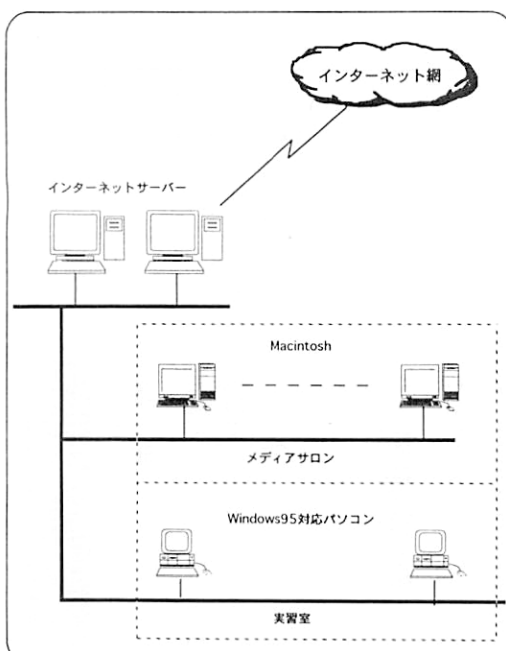 インターネット網
インターネットサーバー
Macintosh
メディアサロン
Windows95対応パソコン
実習室